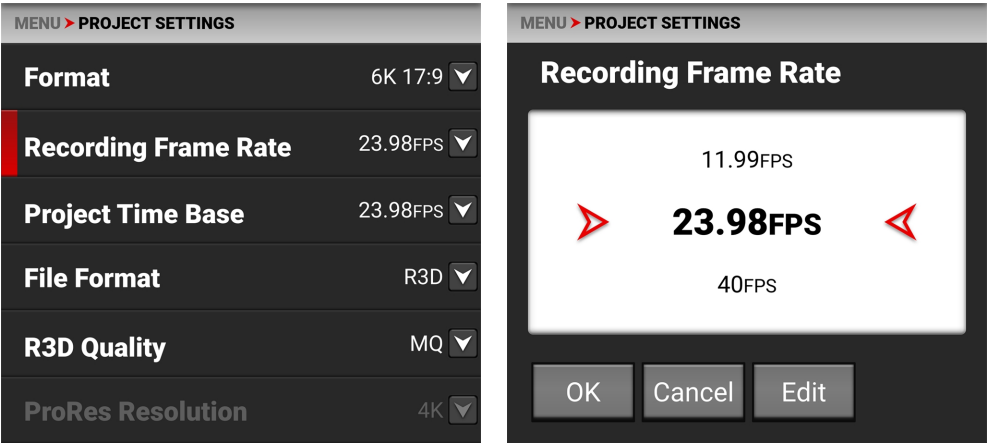 MENU > PROJECT SETTINGS
Format 6K 17:9
Recording Frame Rate 23.98FPS
Project Time Base 23.98FPS
File Format R3D
R3D Quality MQ
ProRes Resolution 4K
MENU > PROJECT SETTINGS
Recording Frame Rate
11.99FPS
23.98FPS
40FPS
OK Cancel Edit